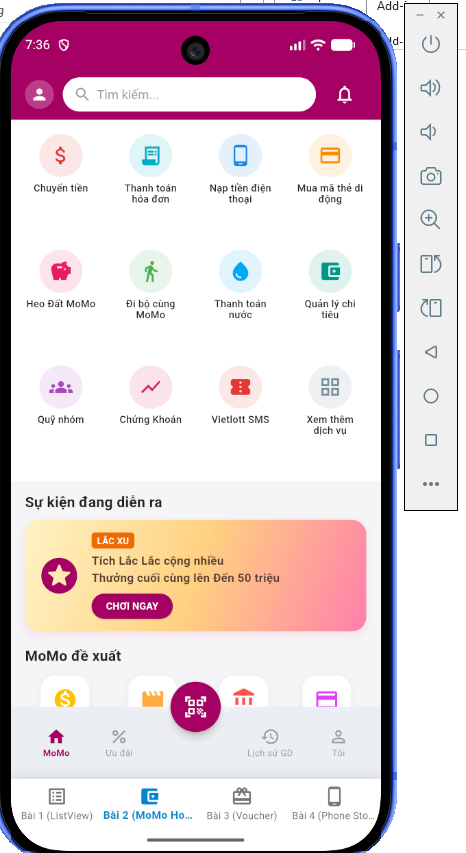 Add-
7:36
Tìm kiếm...
Chuyển tiền
Thanh toán
hóa đơn
Nạp tiền điện
thoại
Mua mã thẻ di
động
Heo Đất MoMo
Đi bộ cùng
MoMo
Thanh toán
nước
Quản lý chi
tiêu
Quỹ nhóm
Chứng Khoán
Vietlott SMS
Xem thêm
dịch vụ
Sự kiện đang diễn ra
LẮC XU
Tích Lắc Lắc cộng nhiều
Thưởng cuối cùng lên Đến 50 triệu
CHƠI NGAY
MoMo đề xuất
MoMo
Ưu đãi
Lịch sử GD
Tôi
Bài 1 (ListView)
Bài 2 (MoMo Ho...
Bài 3 (Voucher)
Bài 4 (Phone Sto...